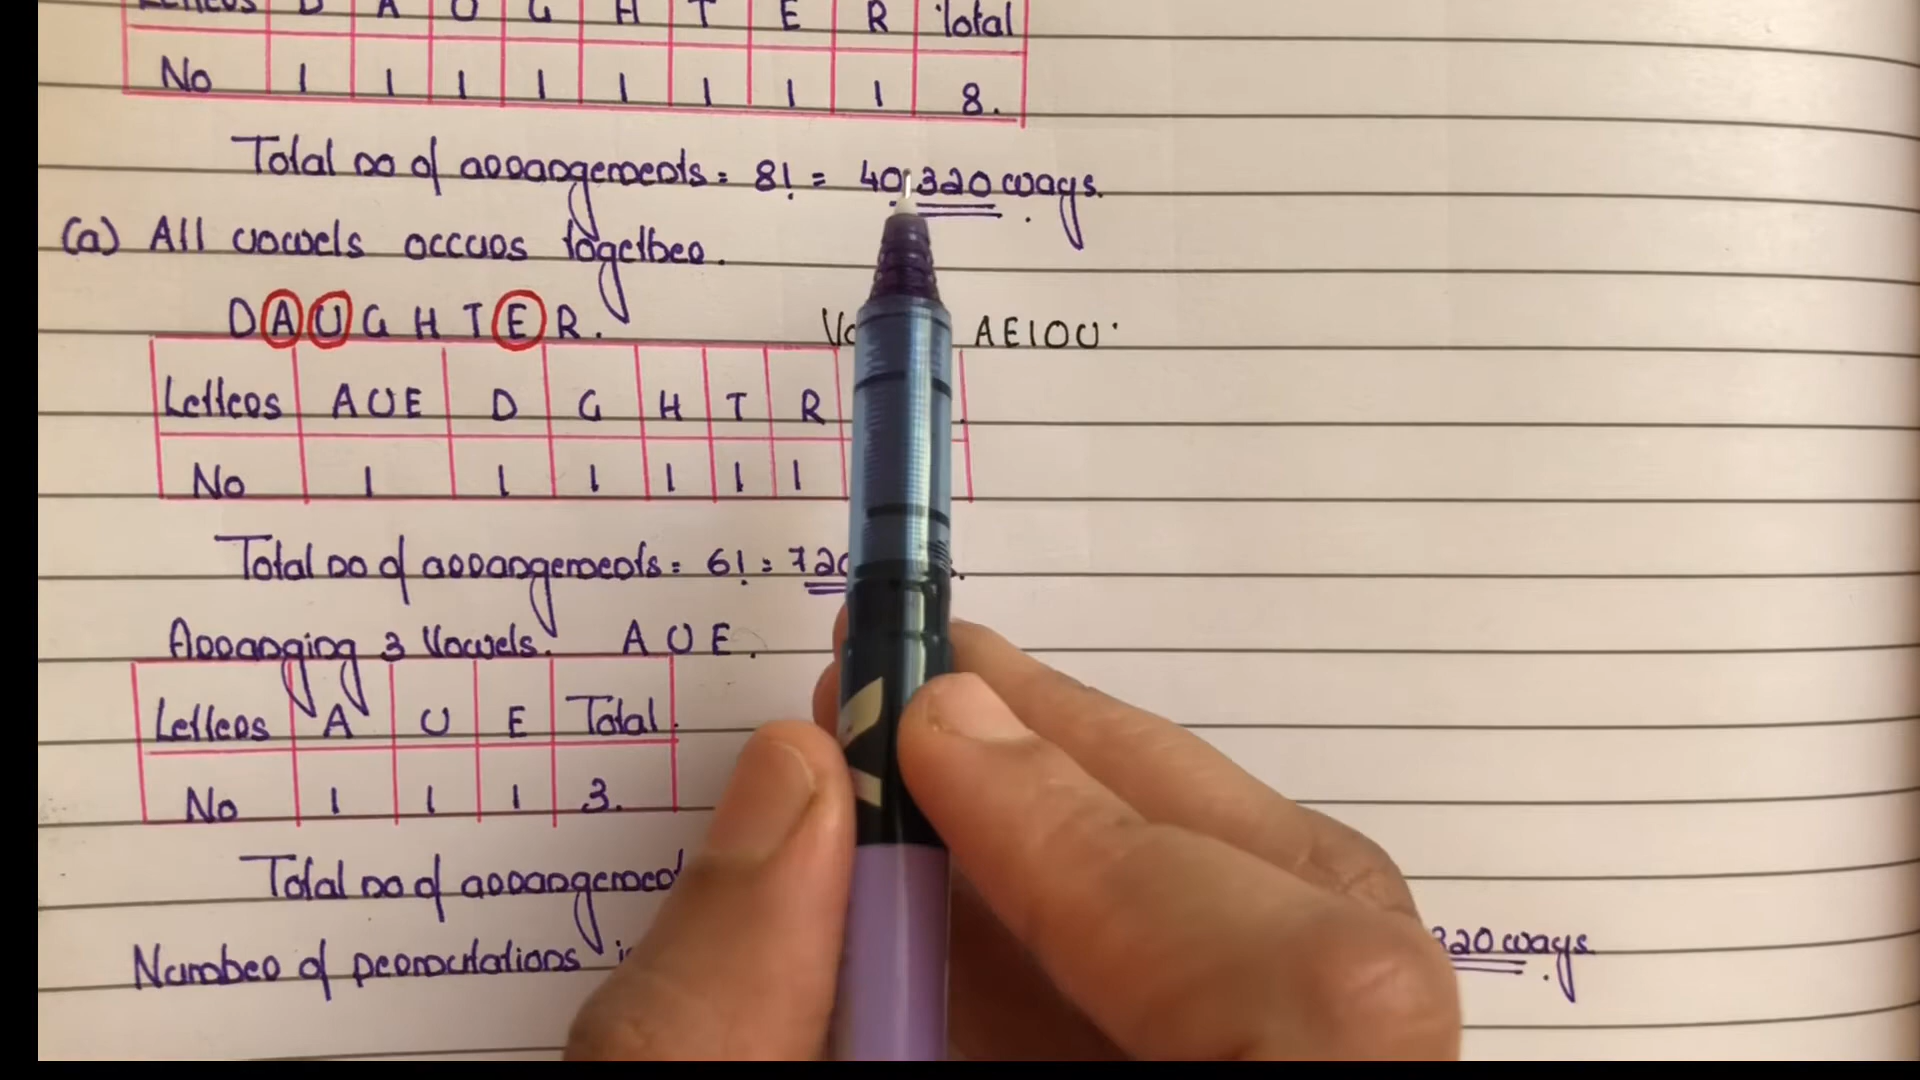 Letters D A U G H T E R Total
No 1 1 1 1 1 1 1 1 8.
Total no of arrangements = 8! = 40,320 ways.
(a) All vowels occurs together.
D A U G H T E R. AEIOU.
Letters AUE D G H T R
No 1 1 1 1 1 1
Total no of arrangements = 6! = 720
Arranging 3 Vowels. A U E.
Letters A U E Total.
No 1 1 1 3.
Total no of
Number of permutations ways